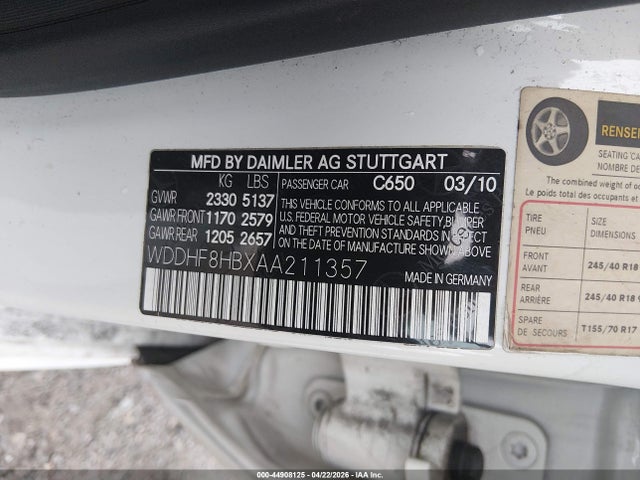 MFD BY DAIMLER AG STUTTGART
KG LBS
GVWR 2330 5137
GAWR FRONT 1170 2579
GAWR REAR 1205 2657
PASSENGER CAR C650 03/10
THIS VEHICLE CONFORMS TO ALL APPLICABLE
U.S. FEDERAL MOTOR VEHICLE SAFETY, BUMPER
AND THEFT PREVENTION STANDARDS IN EFFECT
ON THE DATE OF MANUFACTURE SHOWN ABOVE.
WDDHF8HBXAA211357
RENSE
SEATING CA
NOMBRE DE
The combined weight of
Le poids total des occupants et
TIRE
PNEU
SIZE
DIMENSIONS
FRONT
AVANT
245/40 R18
REAR
ARRIÈRE
245/40 R18
SPARE
DE SECOURS
T155/70 R17
000-44908125 - 04/22/2026 - IAA Inc.